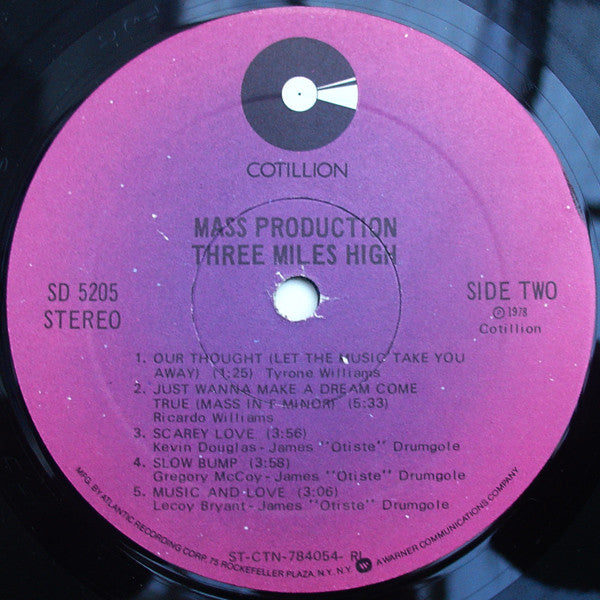 COTILLION
MASS PRODUCTION
THREE MILES HIGH
SD 5205
STEREO
SIDE TWO
℗ 1978
Cotillion
1. OUR THOUGHT (LET THE MUSIC TAKE YOU
AWAY) (1:25) Tyrone Williams
2. JUST WANNA MAKE A DREAM COME
TRUE (MASS IN F MINOR) (5:33)
Ricardo Williams
3. SCAREY LOVE (3:56)
Kevin Douglas-James "Otiste" Drumgole
4. SLOW BUMP (3:58)
Gregory McCoy-James "Otiste" Drumgole
5. MUSIC AND LOVE (3:06)
Lecoy Bryant-James "Otiste" Drumgole
ST-CTN-784054- RI
MFG. BY ATLANTIC RECORDING CORP. 75 ROCKEFELLER PLAZA, N.Y. N.Y. A WARNER COMMUNICATIONS COMPANY